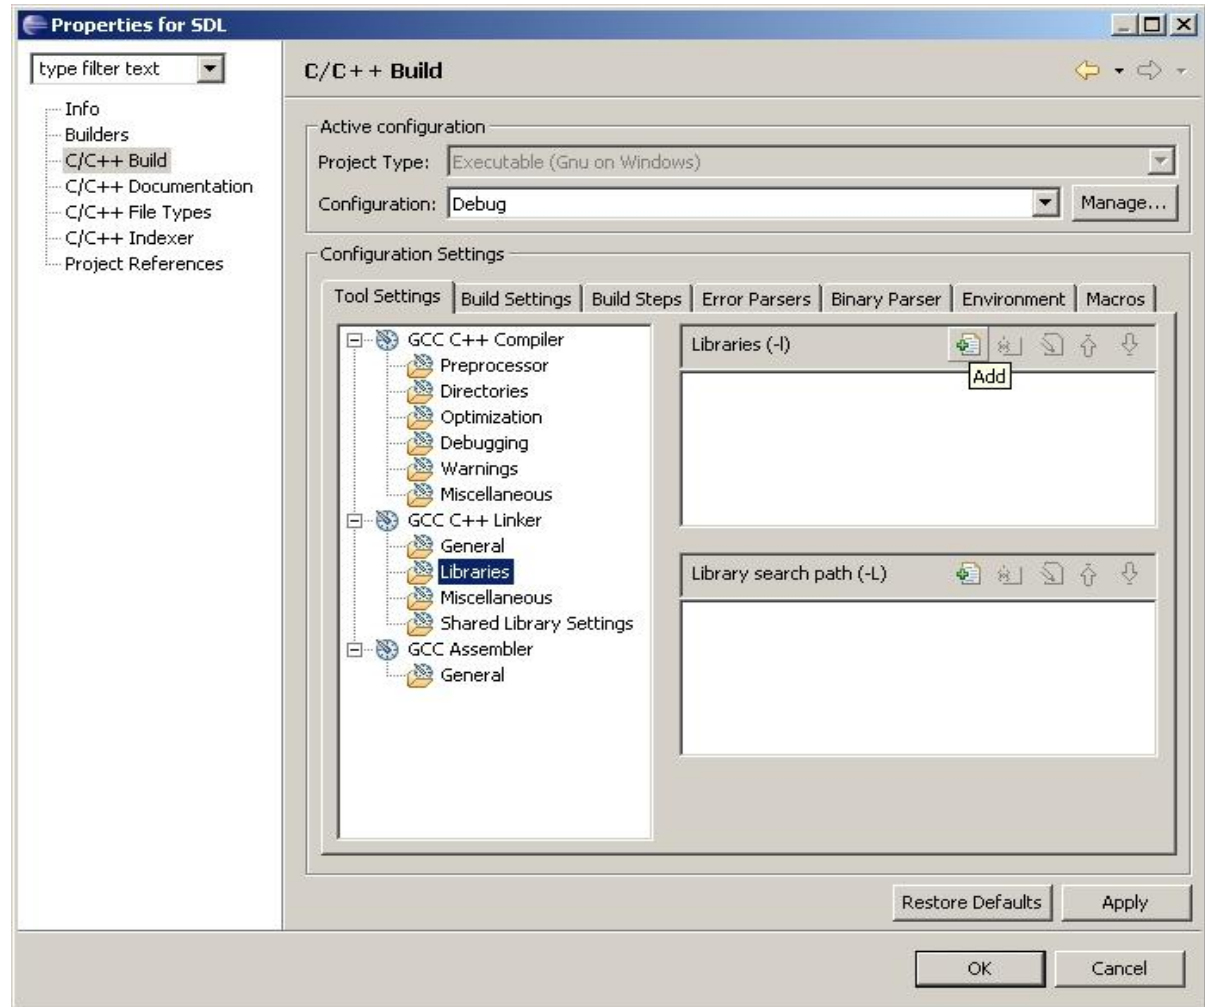 Properties for SDL
type filter text
Info
Builders
C/C++ Build
C/C++ Documentation
C/C++ File Types
C/C++ Indexer
Project References
C/C++ Build
Active configuration
Project Type: Executable (Gnu on Windows)
Configuration: Debug Manage...
Configuration Settings
Tool Settings Build Settings Build Steps Error Parsers Binary Parser Environment Macros
GCC C++ Compiler
Preprocessor
Directories
Optimization
Debugging
Warnings
Miscellaneous
GCC C++ Linker
General
Libraries
Miscellaneous
Shared Library Settings
GCC Assembler
General
Libraries (-l)
Add
Library search path (-L)
Restore Defaults Apply
OK Cancel